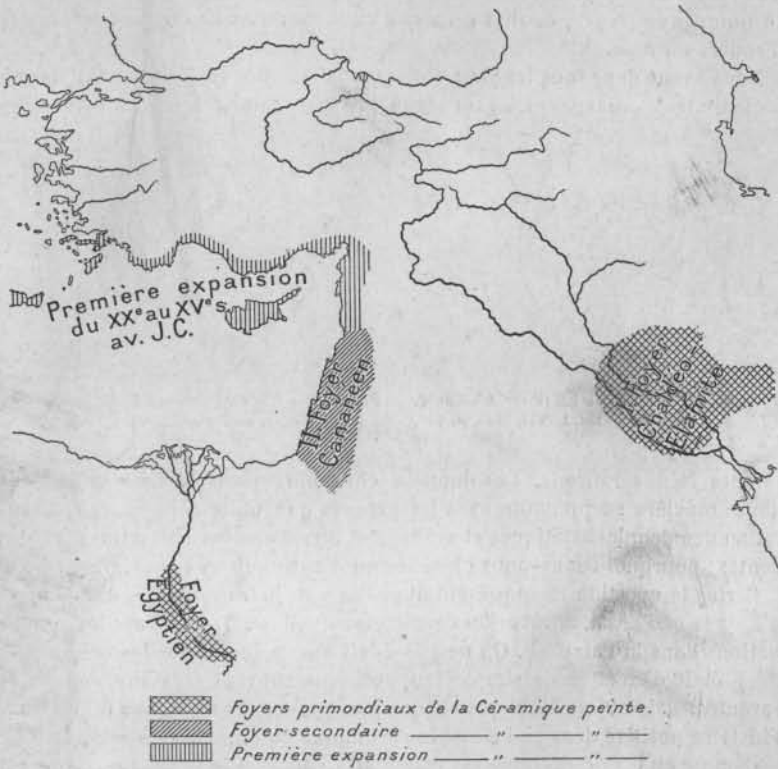 Première expansion
du XXe au XVe s
av. J.C.
II. Foyer
Cananéen
I. Foyer
Chaldéo-
Elamite
Foyer
Egyptien
Foyers primordiaux de la Céramique peinte.
Foyer secondaire — „ — „ —
Première expansion — „ — „ —